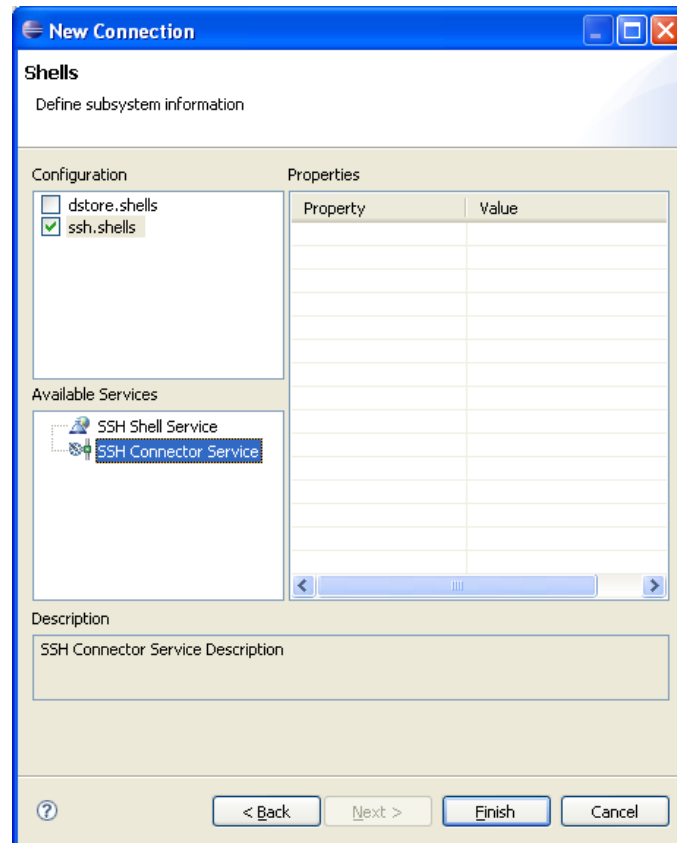 New Connection
Shells
Define subsystem information
Configuration
Properties
dstore.shells
ssh.shells
Property Value
Available Services
SSH Shell Service
SSH Connector Service
Description
SSH Connector Service Description
? < Back Next > Finish Cancel